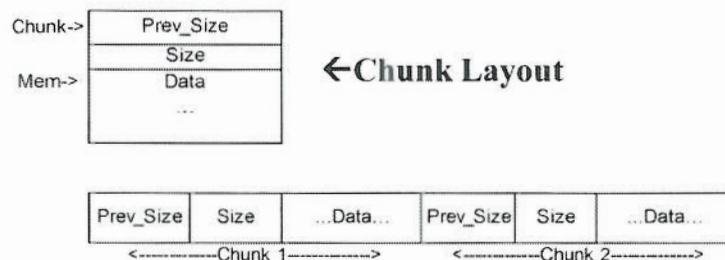 Chunk-> Prev_Size
Size
Mem-> Data
...
←Chunk Layout
Prev_Size Size ...Data... Prev_Size Size ...Data...
<--------------Chunk 1--------------> <--------------Chunk 2-------------->